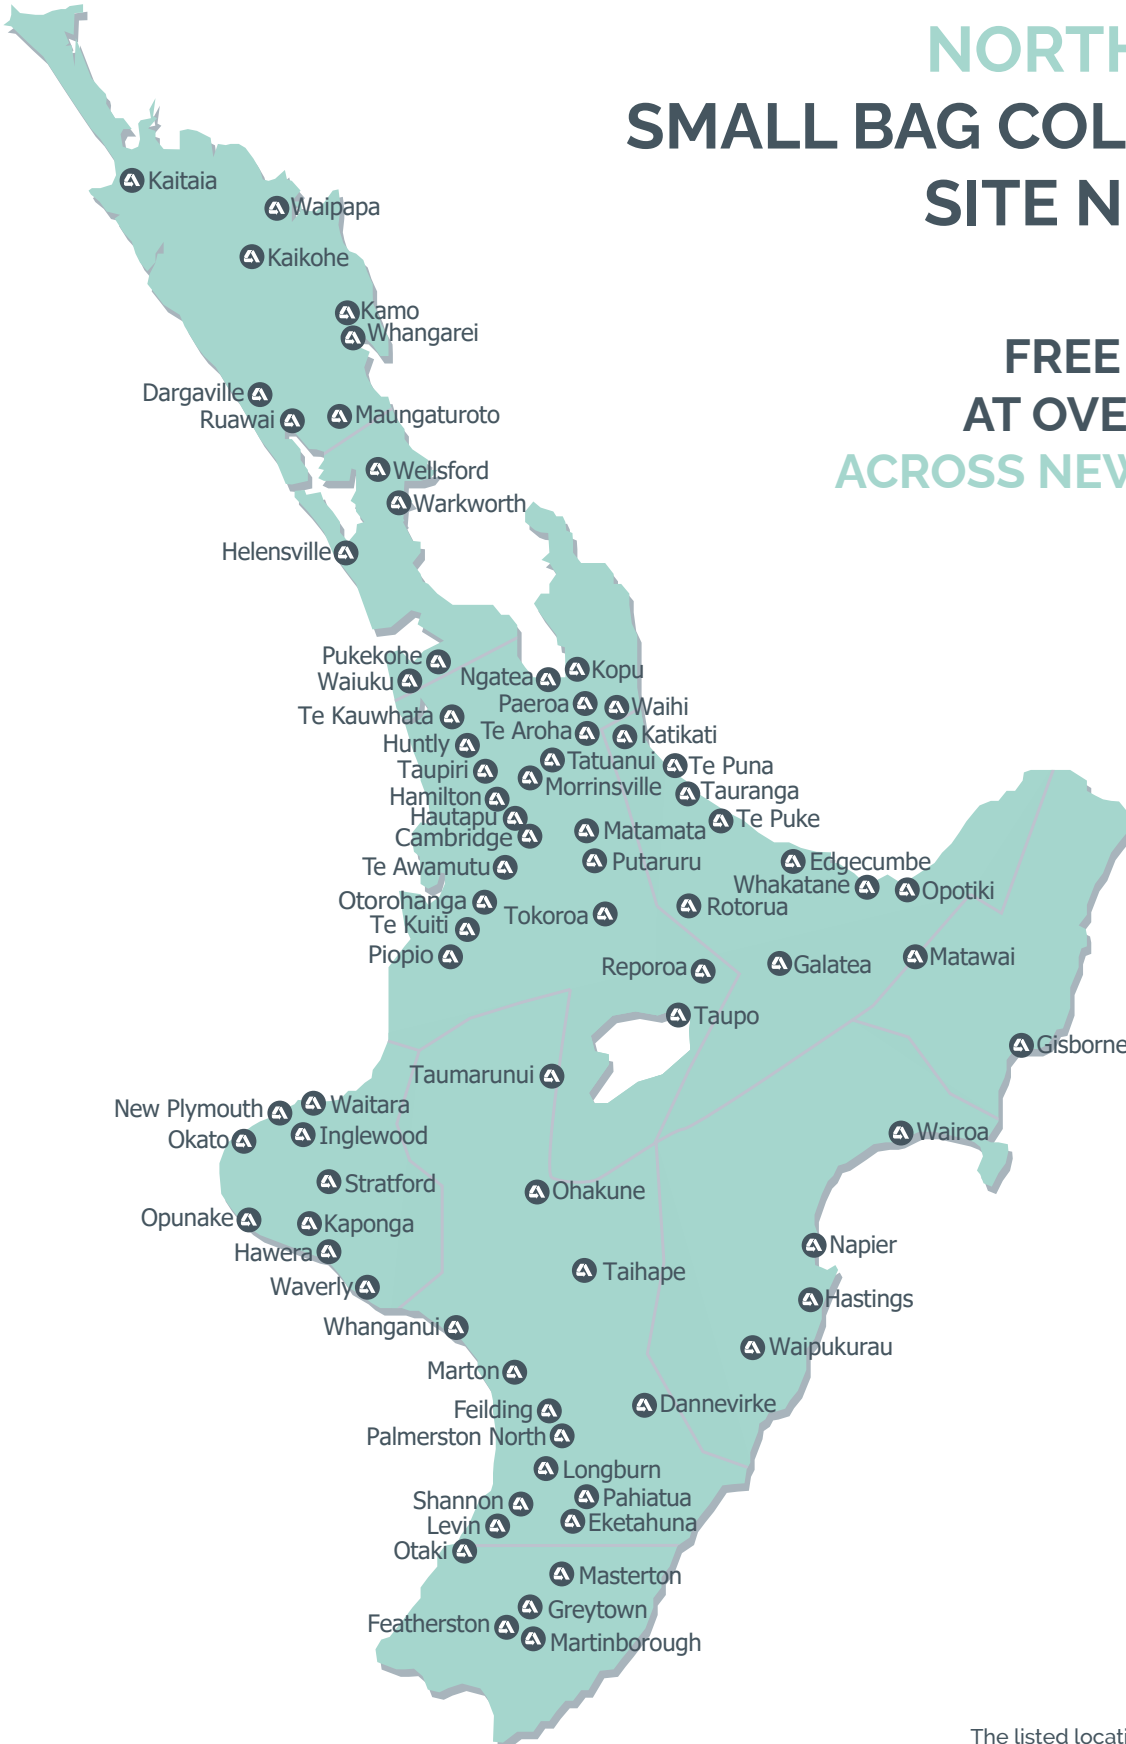 NORTH
SMALL BAG COL
SITE N
FREE
AT OVE
ACROSS NEW
Kaitaia
Waipapa
Kaikohe
Kamo
Whangarei
Dargaville
Ruawai
Maungaturoto
Wellsford
Warkworth
Helensville
Pukekohe
Waiuku
Ngatea
Kopu
Paeroa
Waihi
Te Kauwhata
Te Aroha
Katikati
Huntly
Tatuanui
Te Puna
Taupiri
Morrinsville
Tauranga
Hamilton
Hautapu
Te Puke
Cambridge
Matamata
Te Awamutu
Putaruru
Edgecumbe
Whakatane
Opotiki
Otorohanga
Tokoroa
Rotorua
Te Kuiti
Piopio
Reporoa
Galatea
Matawai
Taupo
Gisborne
Taumarunui
New Plymouth
Waitara
Okato
Inglewood
Wairoa
Stratford
Ohakune
Opunake
Kaponga
Hawera
Napier
Waverly
Taihape
Hastings
Whanganui
Waipukurau
Marton
Feilding
Dannevirke
Palmerston North
Longburn
Shannon
Pahiatua
Levin
Eketahuna
Otaki
Masterton
Greytown
Featherston
Martinborough
The listed locati